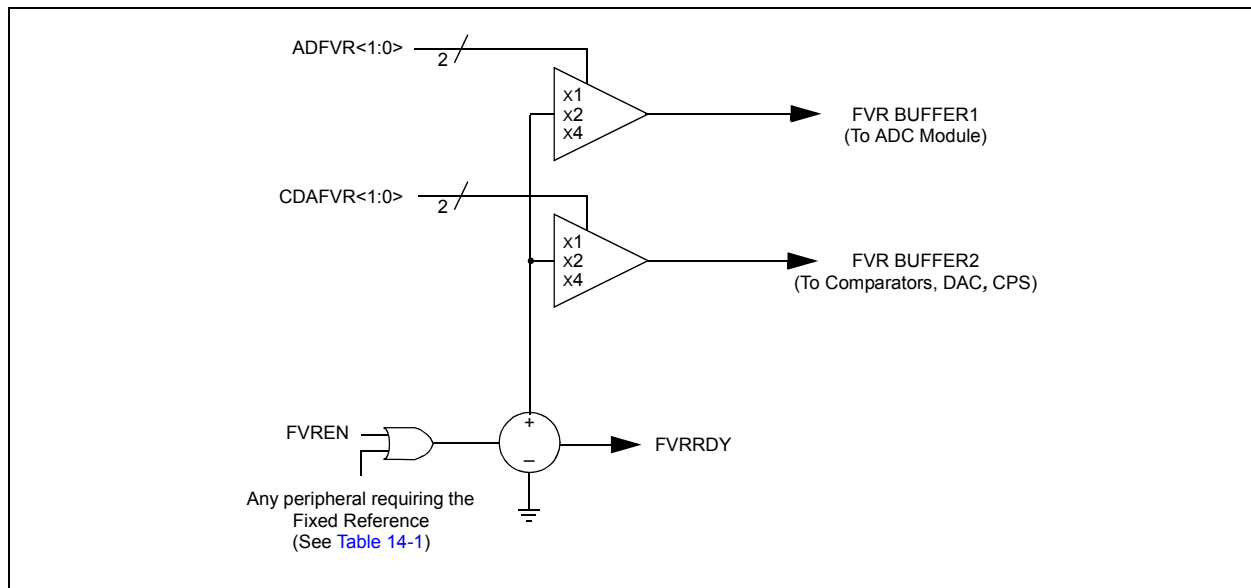 ADFVR<1:0>
2
X1
X2
X4
FVR BUFFER1
(To ADC Module)
CDAFVR<1:0>
2
X1
X2
X4
FVR BUFFER2
(To Comparators, DAC, CPS)
+
FVREN
_
FVRRDY
Any peripheral requiring the
Fixed Reference
(See Table 14-1)